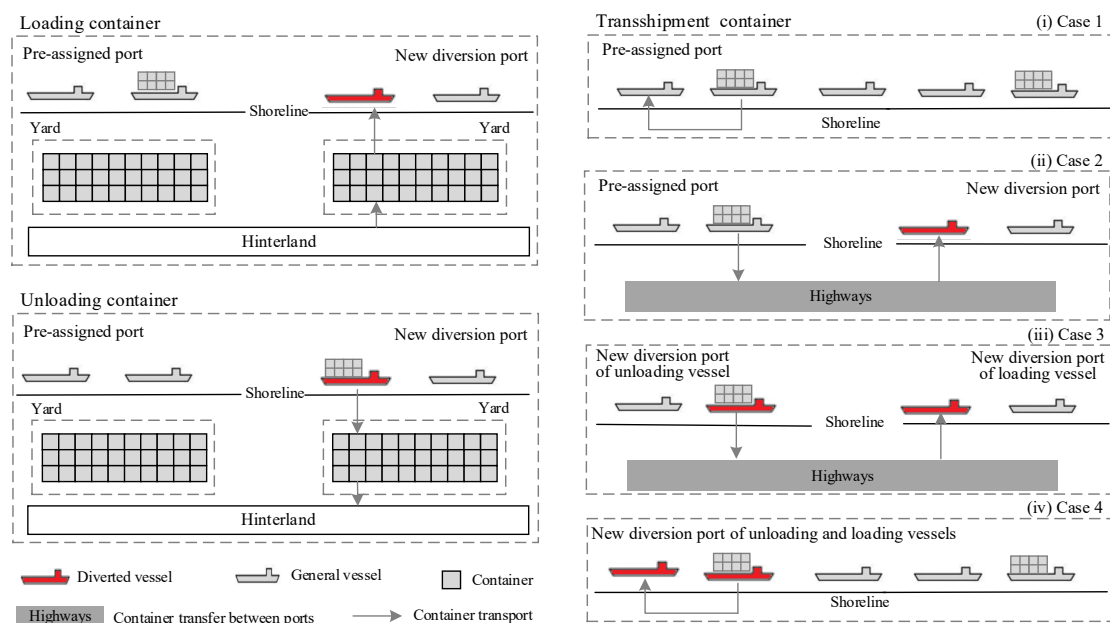 Loading container
Pre-assigned port
New diversion port
Shoreline
Yard
Yard
Hinterland
Unloading container
Pre-assigned port
New diversion port
Shoreline
Yard
Yard
Hinterland
Diverted vessel
General vessel
Container
Highways
Container transfer between ports
Container transport
Transshipment container
(i) Case 1
Pre-assigned port
Shoreline
(ii) Case 2
Pre-assigned port
New diversion port
Shoreline
Highways
(iii) Case 3
New diversion port
of unloading vessel
New diversion port
of loading vessel
Shoreline
Highways
(iv) Case 4
New diversion port of unloading and loading vessels
Shoreline